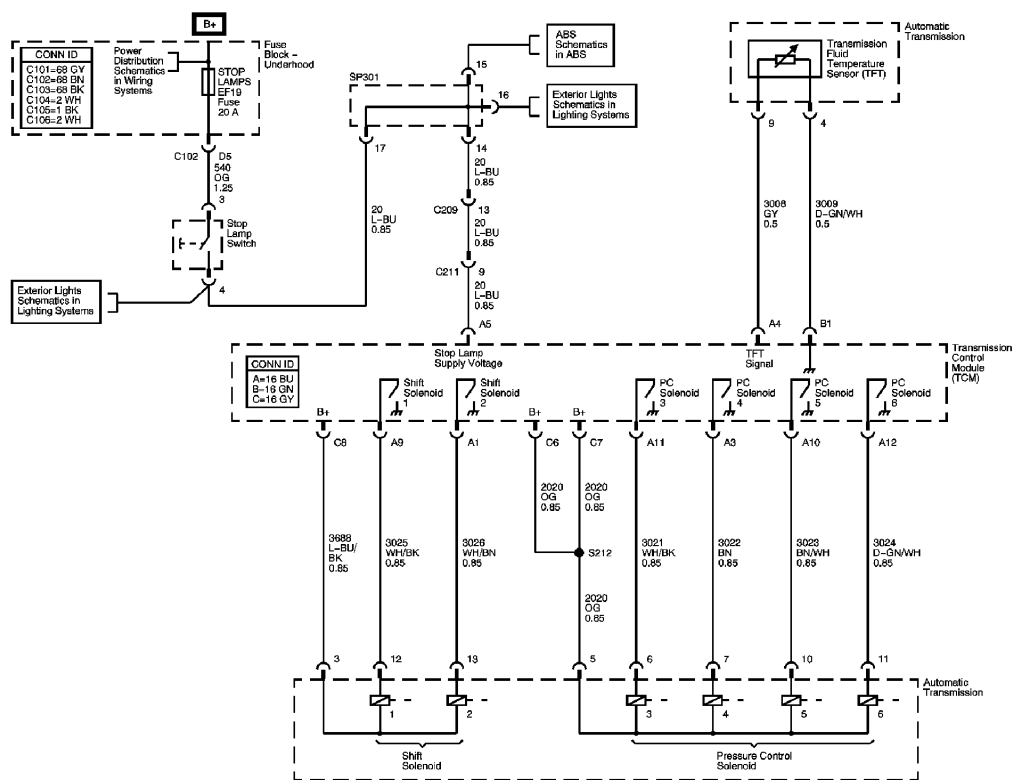 B+
CONN ID
C101=68 GY
C102=68 BN
C103=68 BK
C104=2 WH
C105=1 BK
C106=2 WH
Power
Distribution
Schematics
in Wiring
Systems
STOP
LAMPS
EF19
Fuse
20 A
Fuse
Block –
Underhood
C102
D5
540
OG
1.25
3
Stop
Lamp
Switch
4
Exterior Lights
Schematics in
Lighting Systems
SP301
15
ABS
Schematics
in ABS
16
Exterior Lights
Schematics in
Lighting Systems
17
14
20
L–BU
0.85
20
L–BU
0.85
C209
13
20
L–BU
0.85
C211
9
20
L–BU
0.85
A5
Automatic
Transmission
Transmission
Fluid
Temperature
Sensor (TFT)
9
4
3008
GY
0.5
3009
D–GN/WH
0.5
A4
B1
Stop Lamp
Supply Voltage
TFT
Signal
Transmission
Control
Module
(TCM)
CONN ID
A=16 BU
B=16 GN
C=16 GY
Shift
Solenoid
1
Shift
Solenoid
2
PC
Solenoid
3
PC
Solenoid
4
PC
Solenoid
5
PC
Solenoid
6
B+
B+
B+
C8
A9
A1
C6
C7
A11
A3
A10
A12
2020
OG
0.85
2020
OG
0.85
3688
L–BU/
BK
0.85
3025
WH/BK
0.85
3026
WH/BN
0.85
S212
3021
WH/BK
0.85
3022
BN
0.85
3023
BN/WH
0.85
3024
D–GN/WH
0.85
2020
OG
0.85
3
12
13
5
6
7
10
11
Automatic
Transmission
1
2
3
4
5
6
Shift
Solenoid
Pressure Control
Solenoid